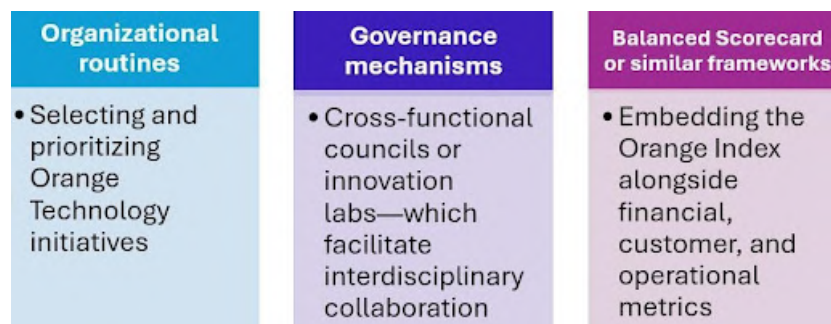 Organizational
routines
• Selecting and
prioritizing
Orange
Technology
initiatives
Governance
mechanisms
• Cross-functional
councils or
innovation
labs—which
facilitate
interdisciplinary
collaboration
Balanced Scorecard
or similar frameworks
• Embedding the
Orange Index
alongside
financial,
customer, and
operational
metrics